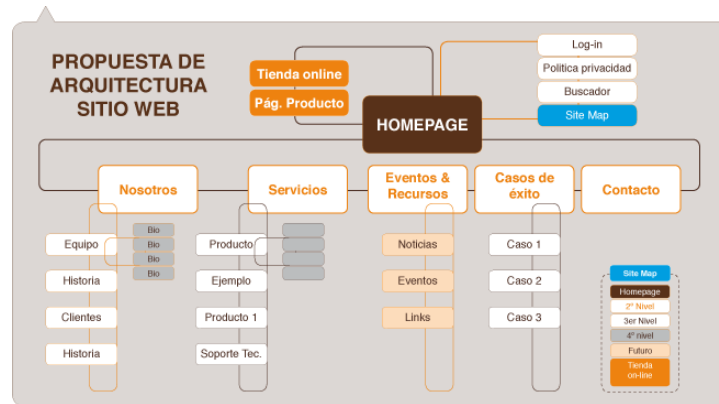 PROPUESTA DE
ARQUITECTURA
SITIO WEB
Tienda online
Pág. Producto
HOMEPAGE
Log-in
Política privacidad
Buscador
Site Map
Nosotros
Servicios
Eventos &
Recursos
Casos de
éxito
Contacto
Equipo
Historia
Clientes
Historia
Bio
Bio
Bio
Bio
Producto
Ejemplo
Producto 1
Soporte Tec.
Noticias
Eventos
Links
Caso 1
Caso 2
Caso 3
Site Map
Homepage
2º Nivel
3er Nivel
4º nivel
Futuro
Tienda
on-line